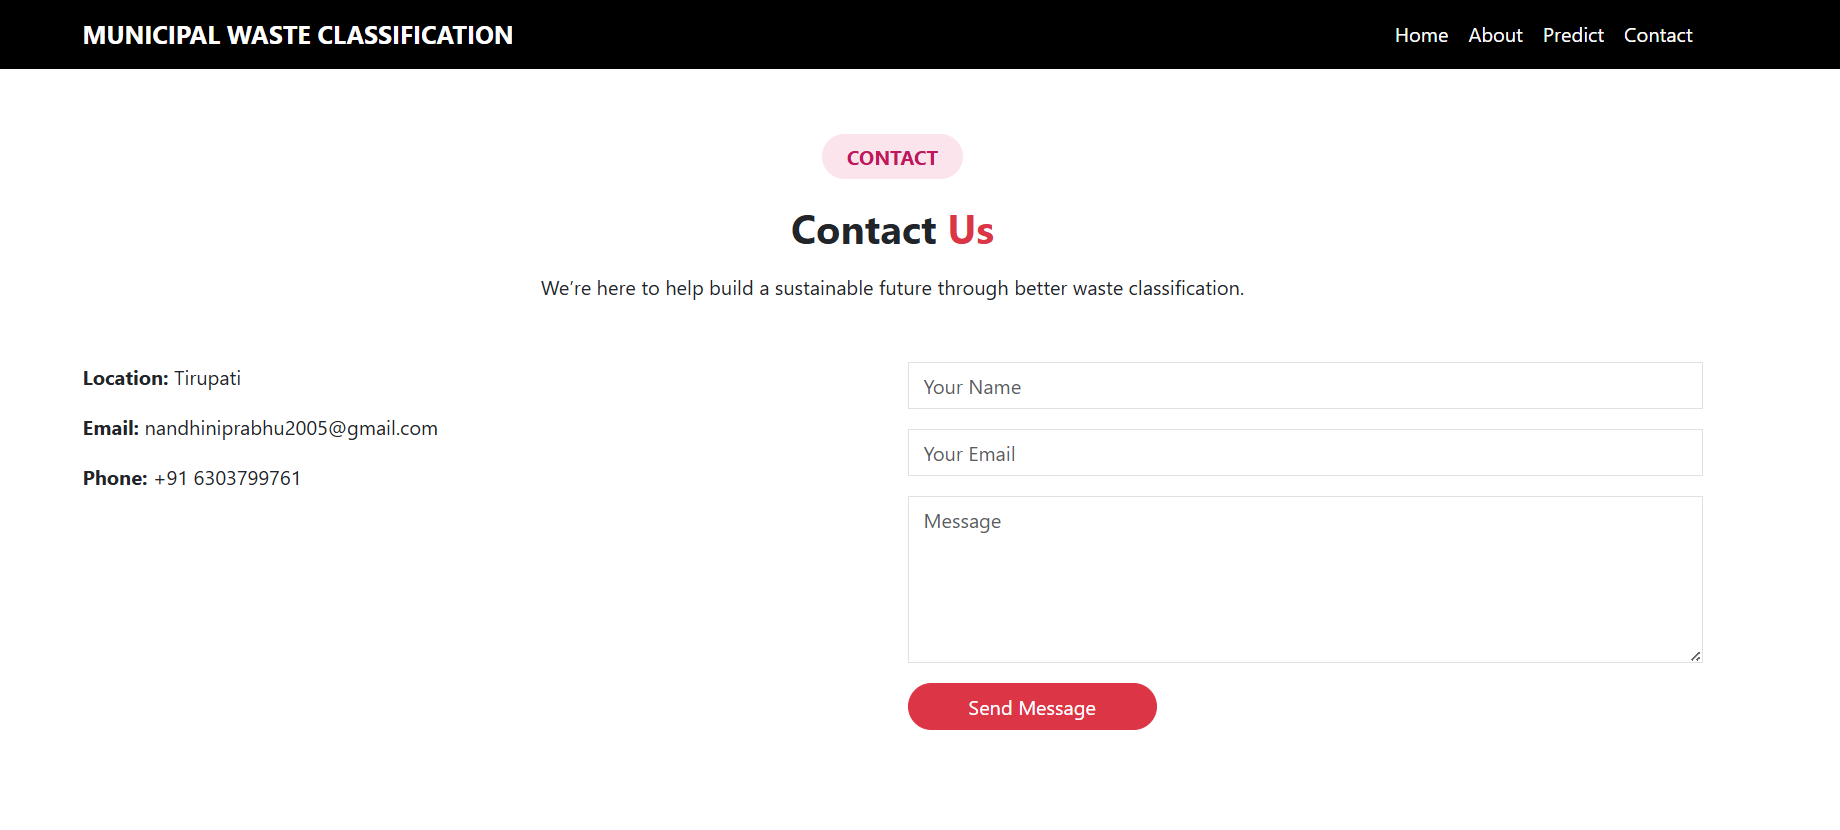 MUNICIPAL WASTE CLASSIFICATION
Home About Predict Contact
CONTACT
Contact Us
We’re here to help build a sustainable future through better waste classification.
Location: Tirupati
Email: nandhiniprabhu2005@gmail.com
Phone: +91 6303799761
Your Name
Your Email
Message
Send Message